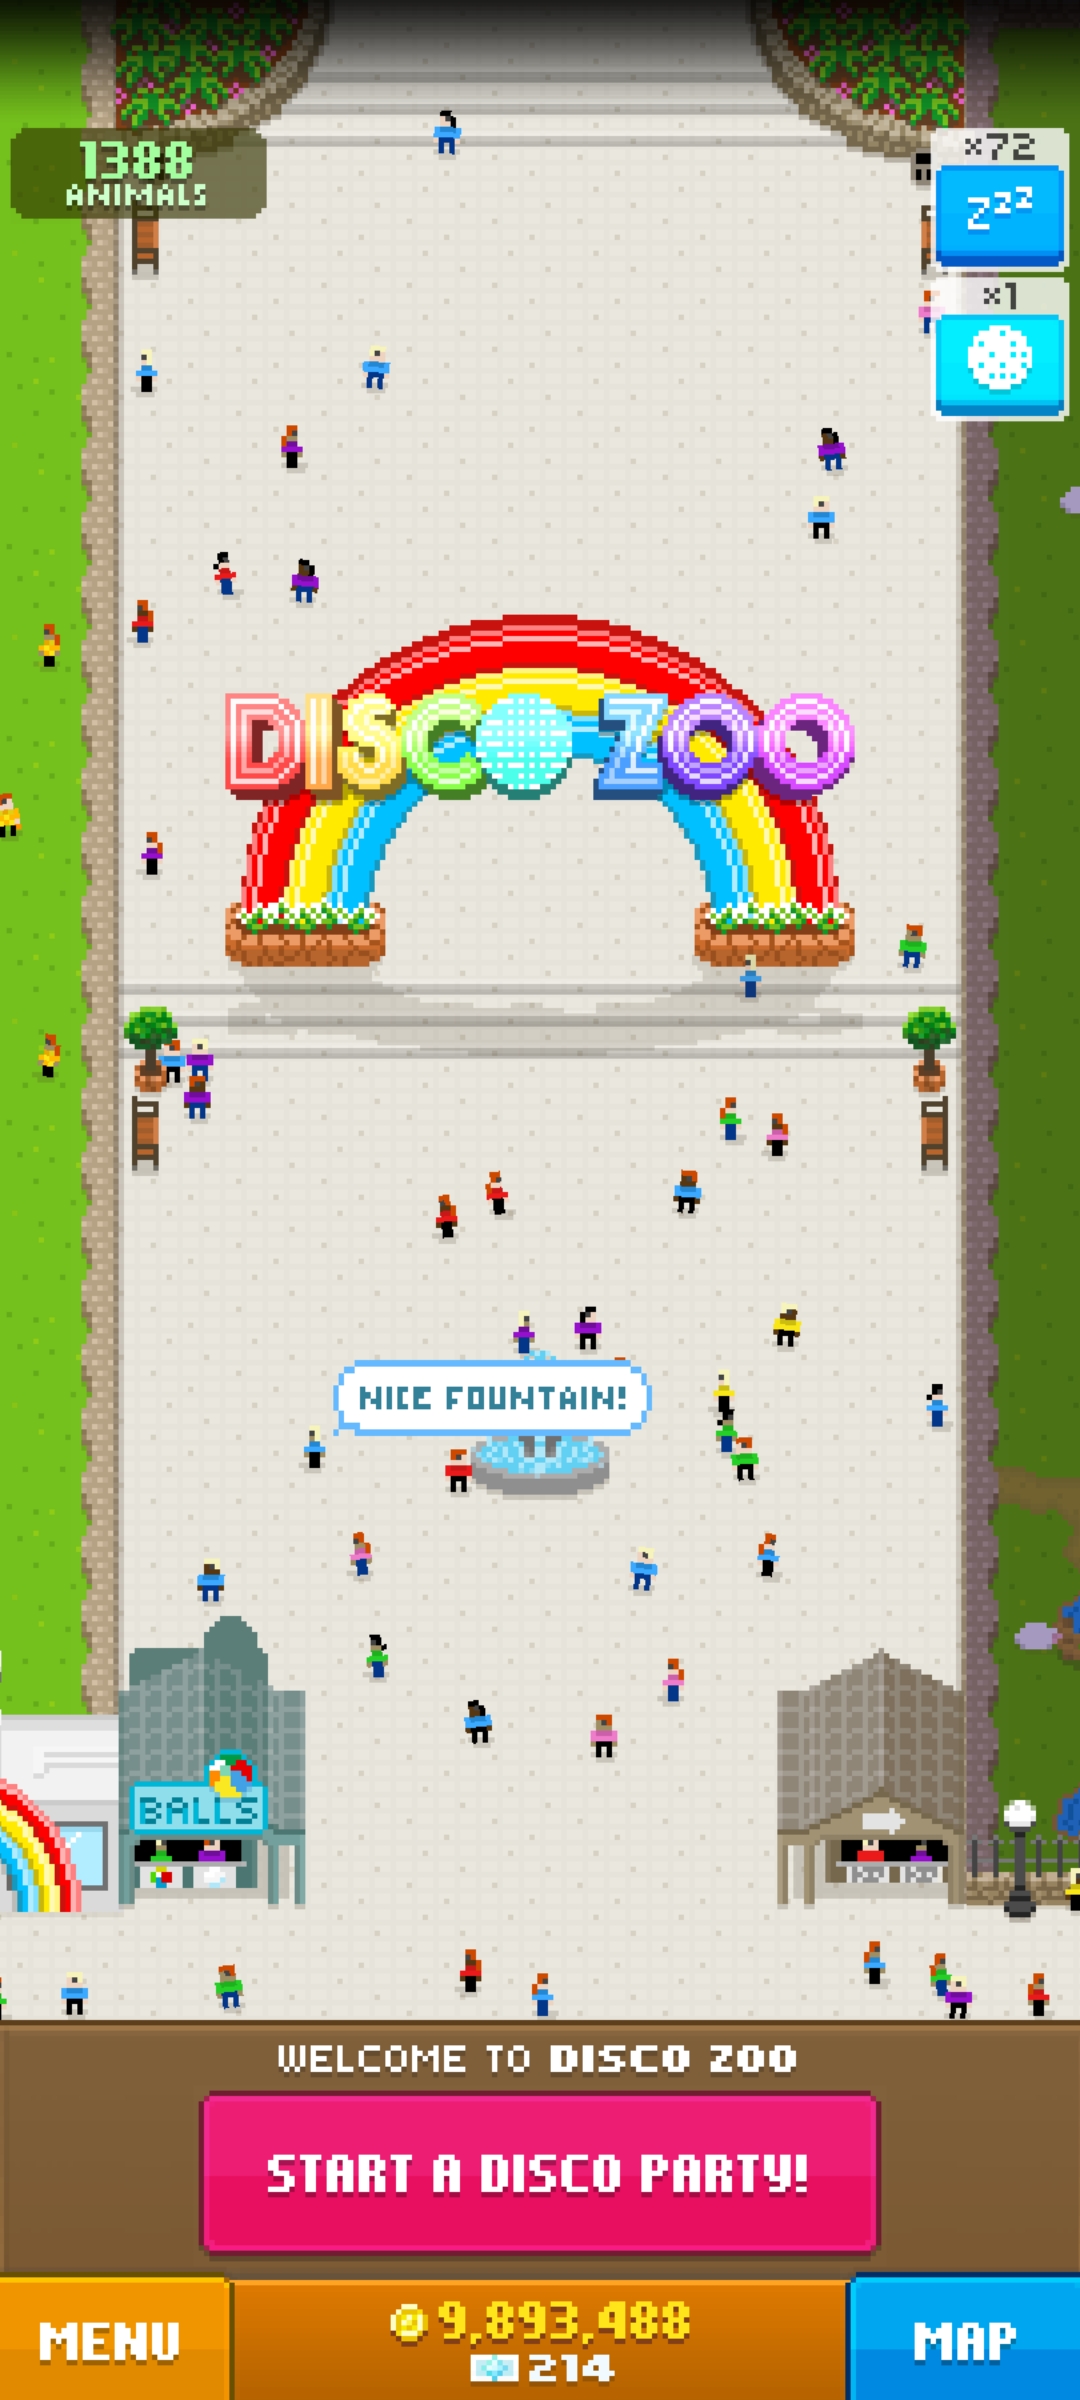 1388
ANIMALS
×72
zzz
×1
DISCO ZOO
NICE FOUNTAIN!
BALLS
WELCOME TO DISCO ZOO
START A DISCO PARTY!
MENU
9,893,488
214
MAP